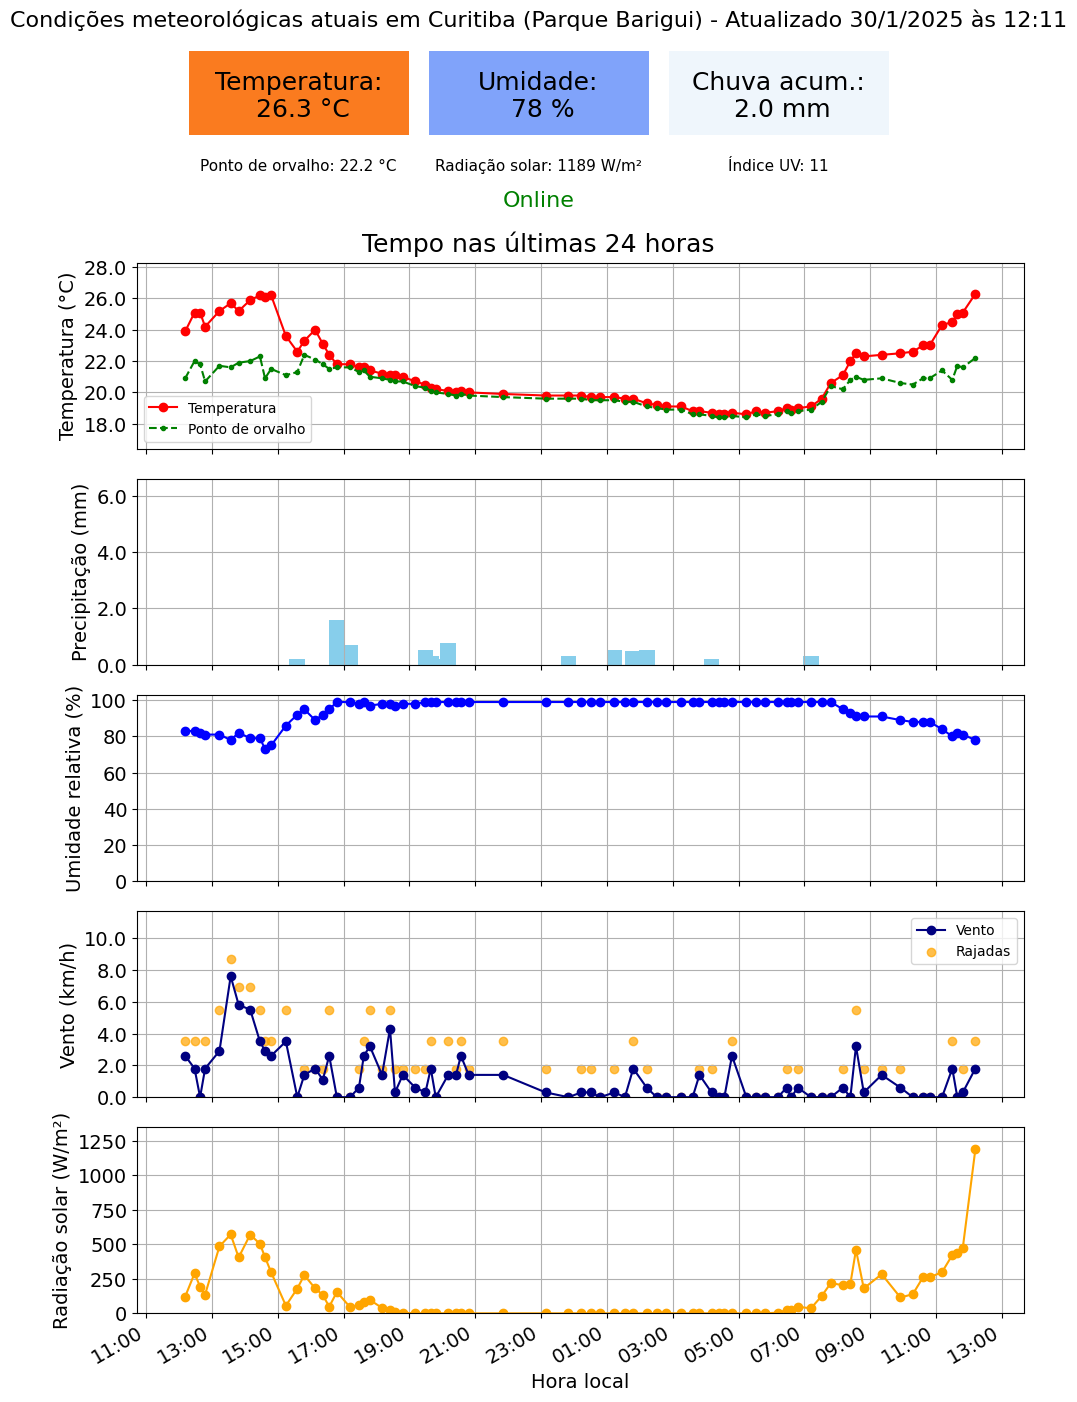 Condições meteorológicas atuais em Curitiba (Parque Barigui) - Atualizado 30/1/2025 às 12:11
Temperatura:
26.3 °C
Umidade:
78 %
Chuva acum.:
2.0 mm
Ponto de orvalho: 22.2 °C
Radiação solar: 1189 W/m²
Índice UV: 11
Online
Tempo nas últimas 24 horas
Temperatura (°C)
28.0
26.0
24.0
22.0
20.0
18.0
Temperatura
Ponto de orvalho
Precipitação (mm)
6.0
4.0
2.0
0.0
Umidade relativa (%)
100
80
60
40
20
0
Vento (km/h)
10.0
8.0
6.0
4.0
2.0
0.0
Vento
Rajadas
Radiação solar (W/m²)
1250
1000
750
500
250
0
11:00
13:00
15:00
17:00
19:00
21:00
23:00
01:00
03:00
05:00
07:00
09:00
11:00
13:00
Hora local